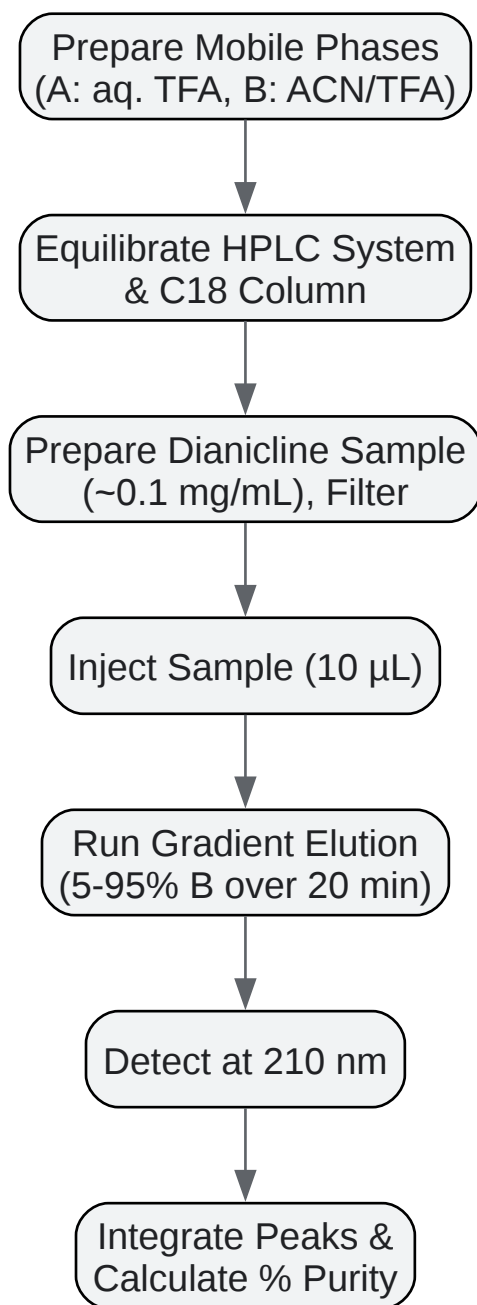 Prepare Mobile Phases
(A: aq. TFA, B: ACN/TFA)
Equilibrate HPLC System
& C18 Column
Prepare Dianicline Sample
(~0.1 mg/mL), Filter
Inject Sample (10 µL)
Run Gradient Elution
(5-95% B over 20 min)
Detect at 210 nm
Integrate Peaks &
Calculate % Purity